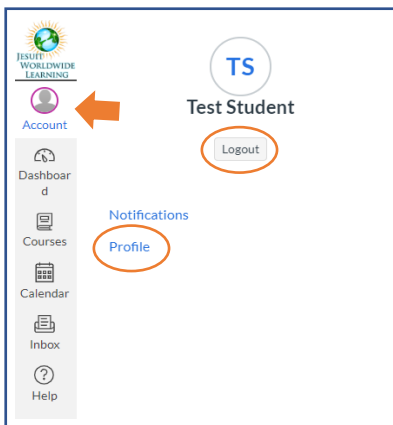 JESUIT
WORLDWIDE
LEARNING
Account
Dashboar
d
Courses
Calendar
Inbox
Help
TS
Test Student
Logout
Notifications
Profile